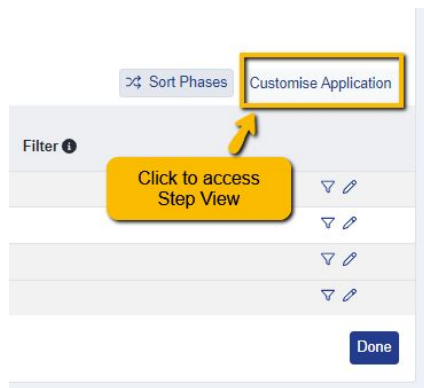 Sort Phases
Customise Application
Filter
Click to access
Step View
Done